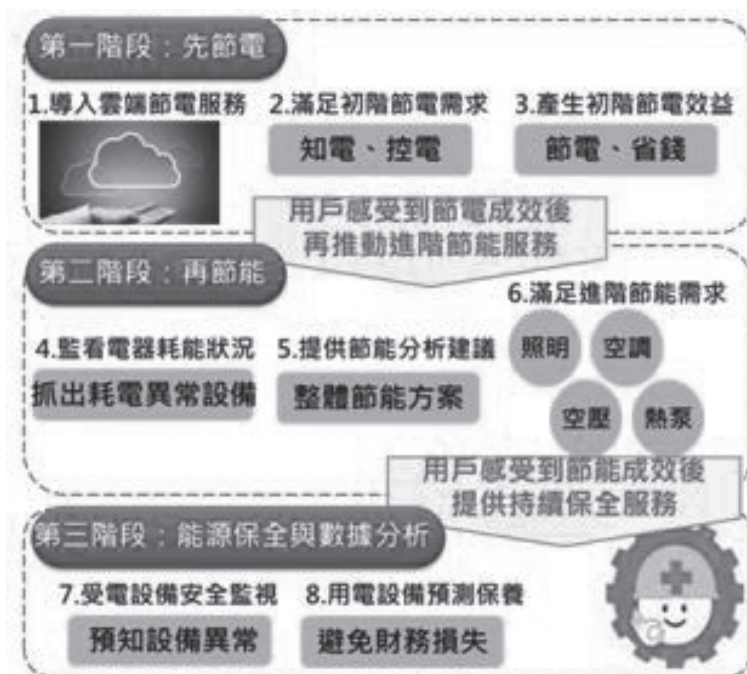 第一階段：先節電
1.導入雲端節電服務
2.滿足初階節電需求
3.產生初階節電效益
知電、控電
節電、省錢
用戶感受到節電成效後
再推動進階節能服務
第二階段：再節能
6.滿足進階節能需求
4.監看電器耗能狀況
5.提供節能分析建議
照明
空調
抓出耗電異常設備
整體節能方案
空壓
熱泵
用戶感受到節能成效後
提供持續保全服務
第三階段：能源保全與數據分析
7.受電設備安全監視
8.用電設備預測保養
預知設備異常
避免財務損失